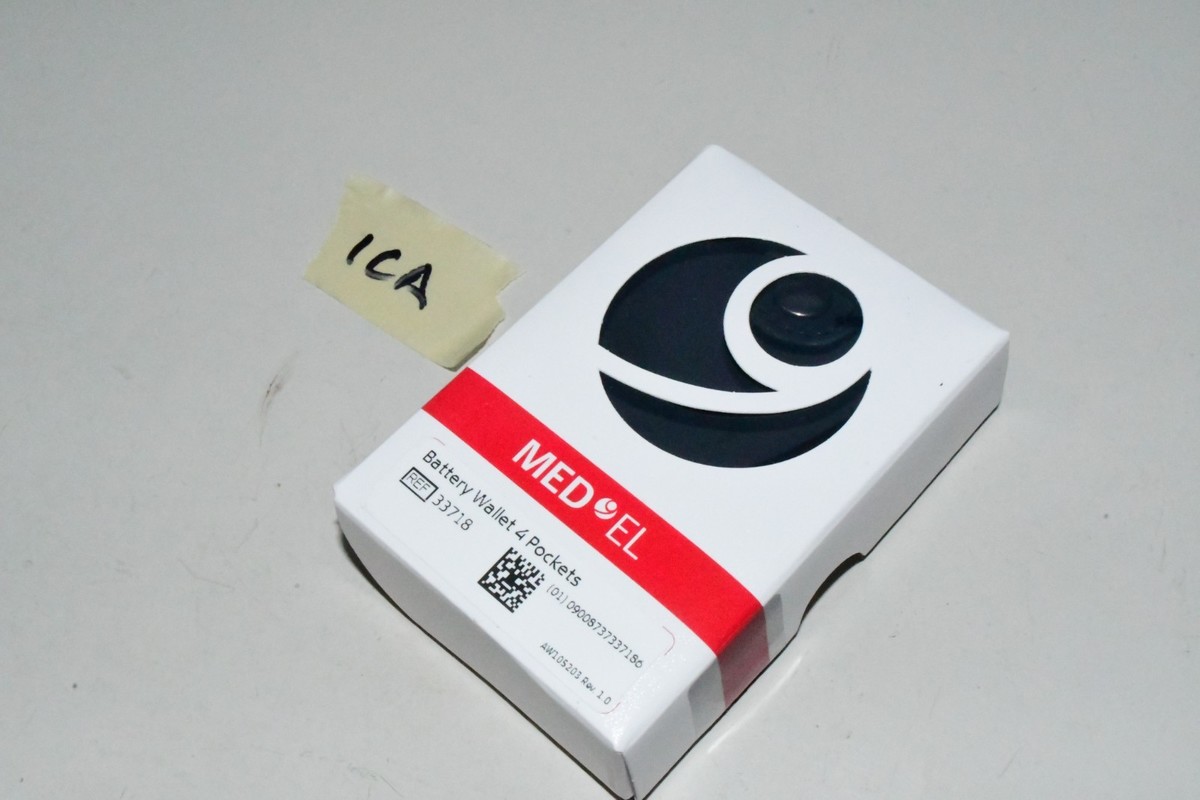 ICA
MED EL
Battery Wallet 4 Pockets
REF 33718
(01) 09008737337186
AW105203 Rev. 1.0